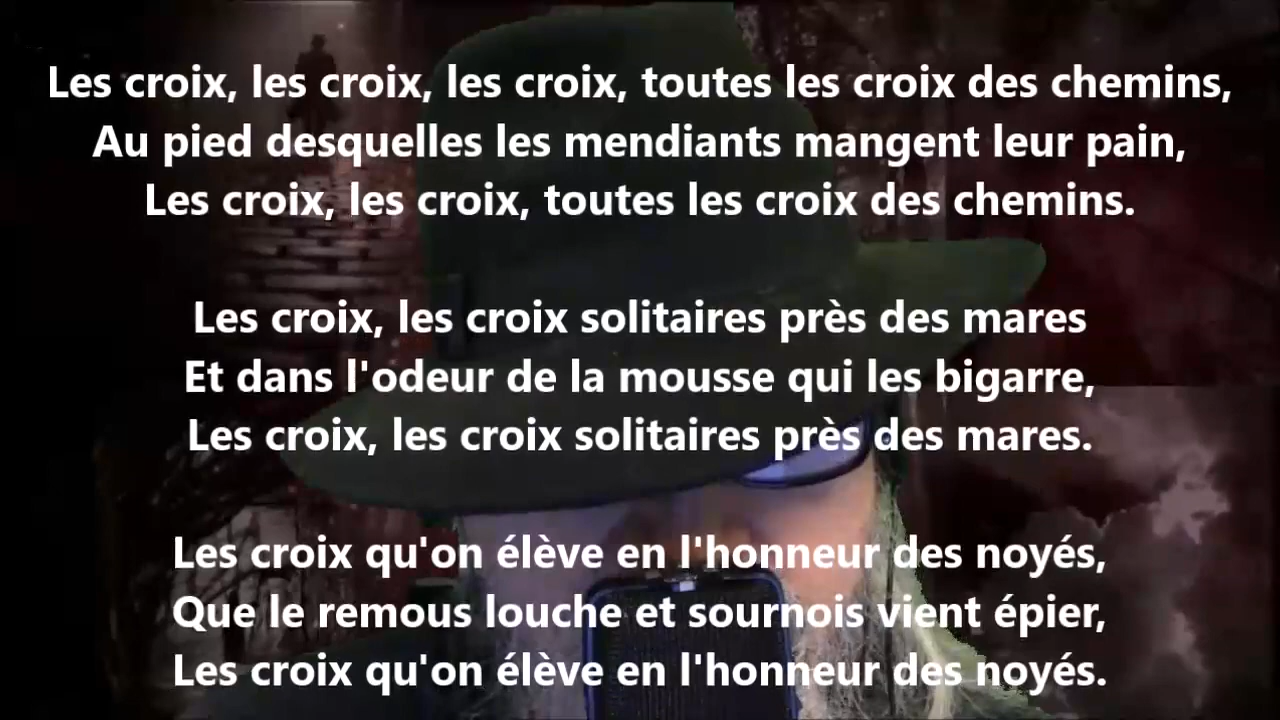 Les croix, les croix, les croix, toutes les croix des chemins,
Au pied desquelles les mendiants mangent leur pain,
Les croix, les croix, toutes les croix des chemins.
Les croix, les croix solitaires près des mares
Et dans l'odeur de la mousse qui les bigarre,
Les croix, les croix solitaires près des mares.
Les croix qu'on élève en l'honneur des noyés,
Que le remous louche et sournois vient épier,
Les croix qu'on élève en l'honneur des noyés.